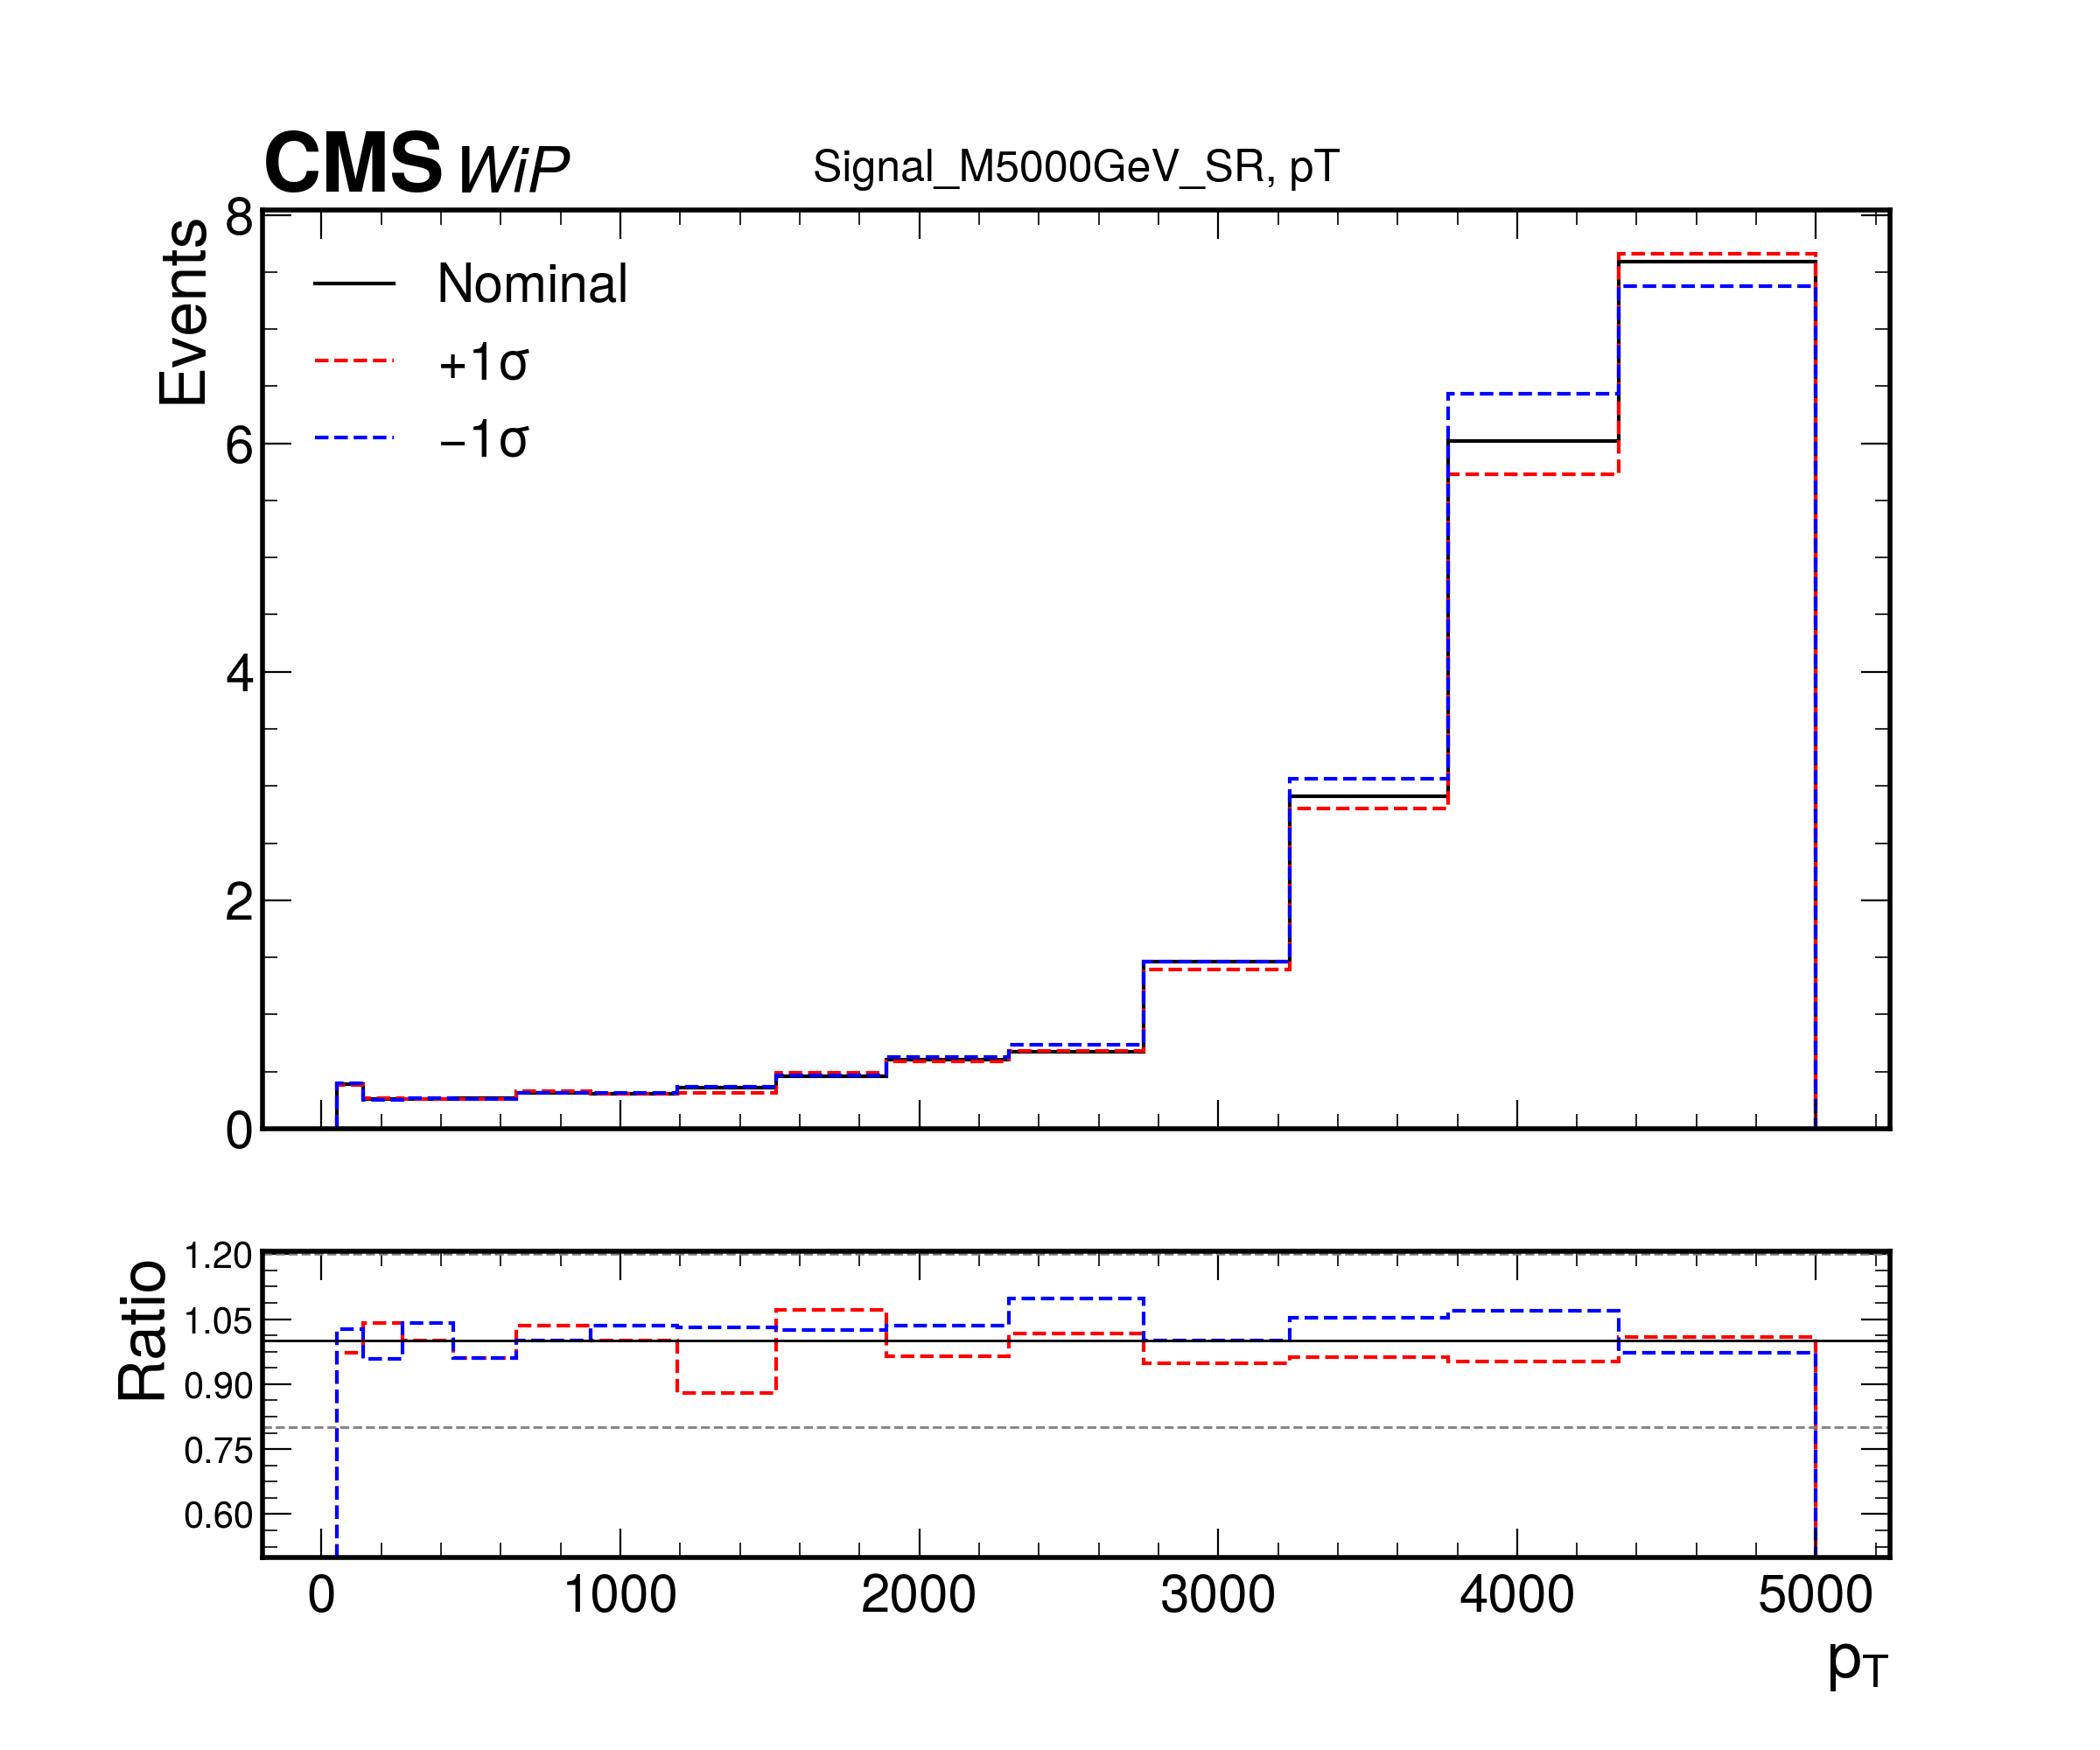 CMS WiP
Signal_M5000GeV_SR, pT
Events
8
6
4
2
0
Nominal
+1σ
−1σ
Ratio
1.20
1.05
0.90
0.75
0.60
0 1000 2000 3000 4000 5000
pT